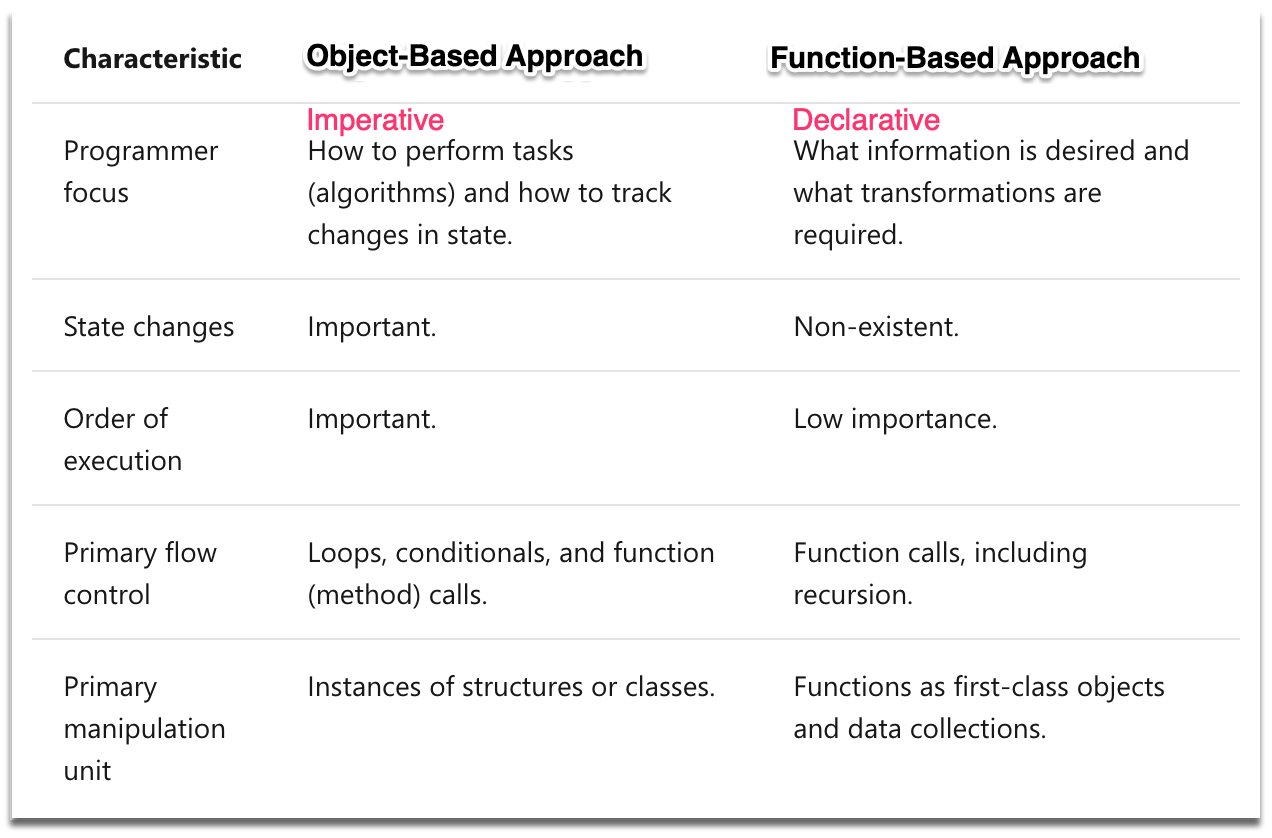 Characteristic Object-Based Approach Function-Based Approach
Imperative Declarative
Programmer How to perform tasks What information is desired and
focus (algorithms) and how to track what transformations are
changes in state. required.
State changes Important. Non-existent.
Order of Important. Low importance.
execution
Primary flow Loops, conditionals, and function Function calls, including
control (method) calls. recursion.
Primary Instances of structures or classes. Functions as first-class objects
manipulation and data collections.
unit